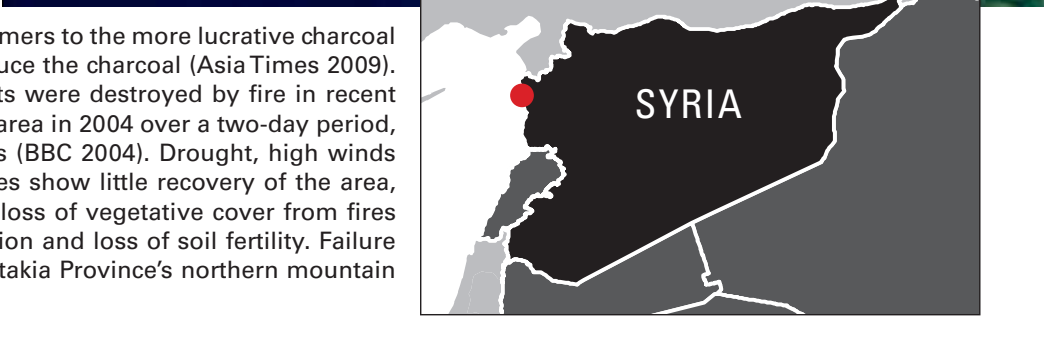 mers to the more lucrative charcoal
uce the charcoal (Asia Times 2009).
ts were destroyed by fire in recent
area in 2004 over a two-day period,
s (BBC 2004). Drought, high winds
es show little recovery of the area,
loss of vegetative cover from fires
ion and loss of soil fertility. Failure
takia Province's northern mountain
SYRIA